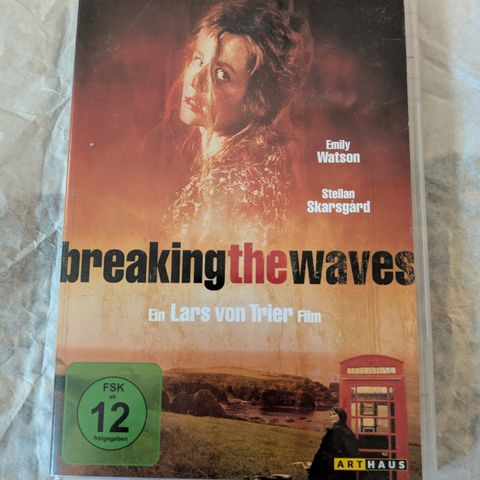 Emily
Watson
Stellan
Skarsgård
breakingthewaves
Ein Lars von Trier Film
FSK
ab
12
freigegeben
ARTHAUS